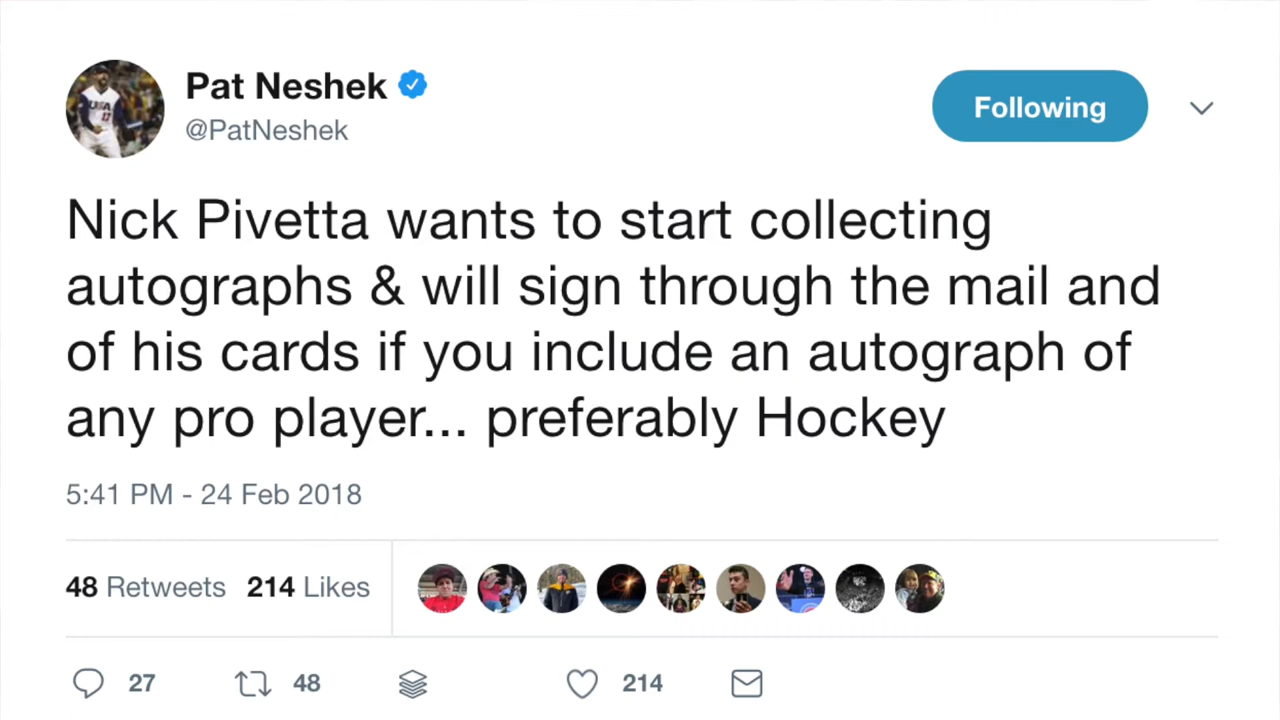 Pat Neshek
@PatNeshek
Following
Nick Pivetta wants to start collecting
autographs & will sign through the mail and
of his cards if you include an autograph of
any pro player... preferably Hockey
5:41 PM - 24 Feb 2018
48 Retweets 214 Likes
27 48 214